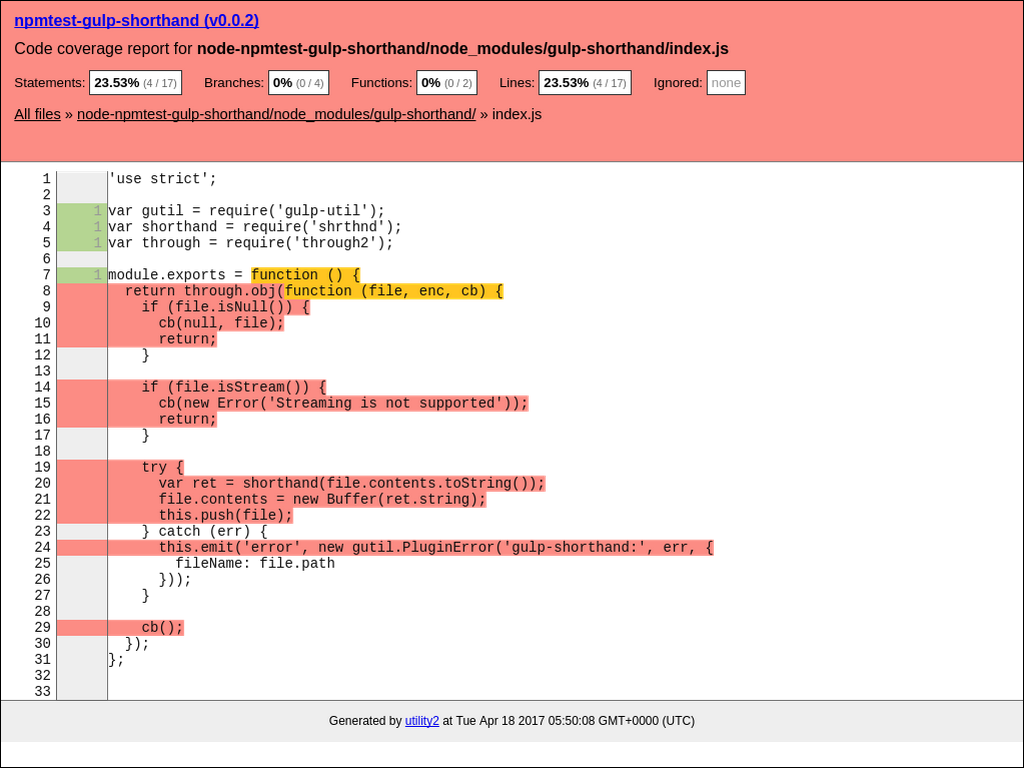 npmtest-gulp-shorthand (v0.0.2)
Code coverage report for node-npmtest-gulp-shorthand/node_modules/gulp-shorthand/index.js
Statements: 23.53% (4 / 17) Branches: 0% (0 / 4) Functions: 0% (0 / 2) Lines: 23.53% (4 / 17) Ignored: none
All files » node-npmtest-gulp-shorthand/node_modules/gulp-shorthand/ » index.js
1 'use strict';
2
3 1 var gutil = require('gulp-util');
4 1 var shorthand = require('shrthnd');
5 1 var through = require('through2');
6
7 1 module.exports = function () {
8   return through.obj(function (file, enc, cb) {
9     if (file.isNull()) {
10       cb(null, file);
11       return;
12     }
13
14     if (file.isStream()) {
15       cb(new Error('Streaming is not supported'));
16       return;
17     }
18
19     try {
20       var ret = shorthand(file.contents.toString());
21       file.contents = new Buffer(ret.string);
22       this.push(file);
23     } catch (err) {
24       this.emit('error', new gutil.PluginError('gulp-shorthand:', err, {
25         fileName: file.path
26       }));
27     }
28
29     cb();
30   });
31 };
32
33
Generated by utility2 at Tue Apr 18 2017 05:50:08 GMT+0000 (UTC)